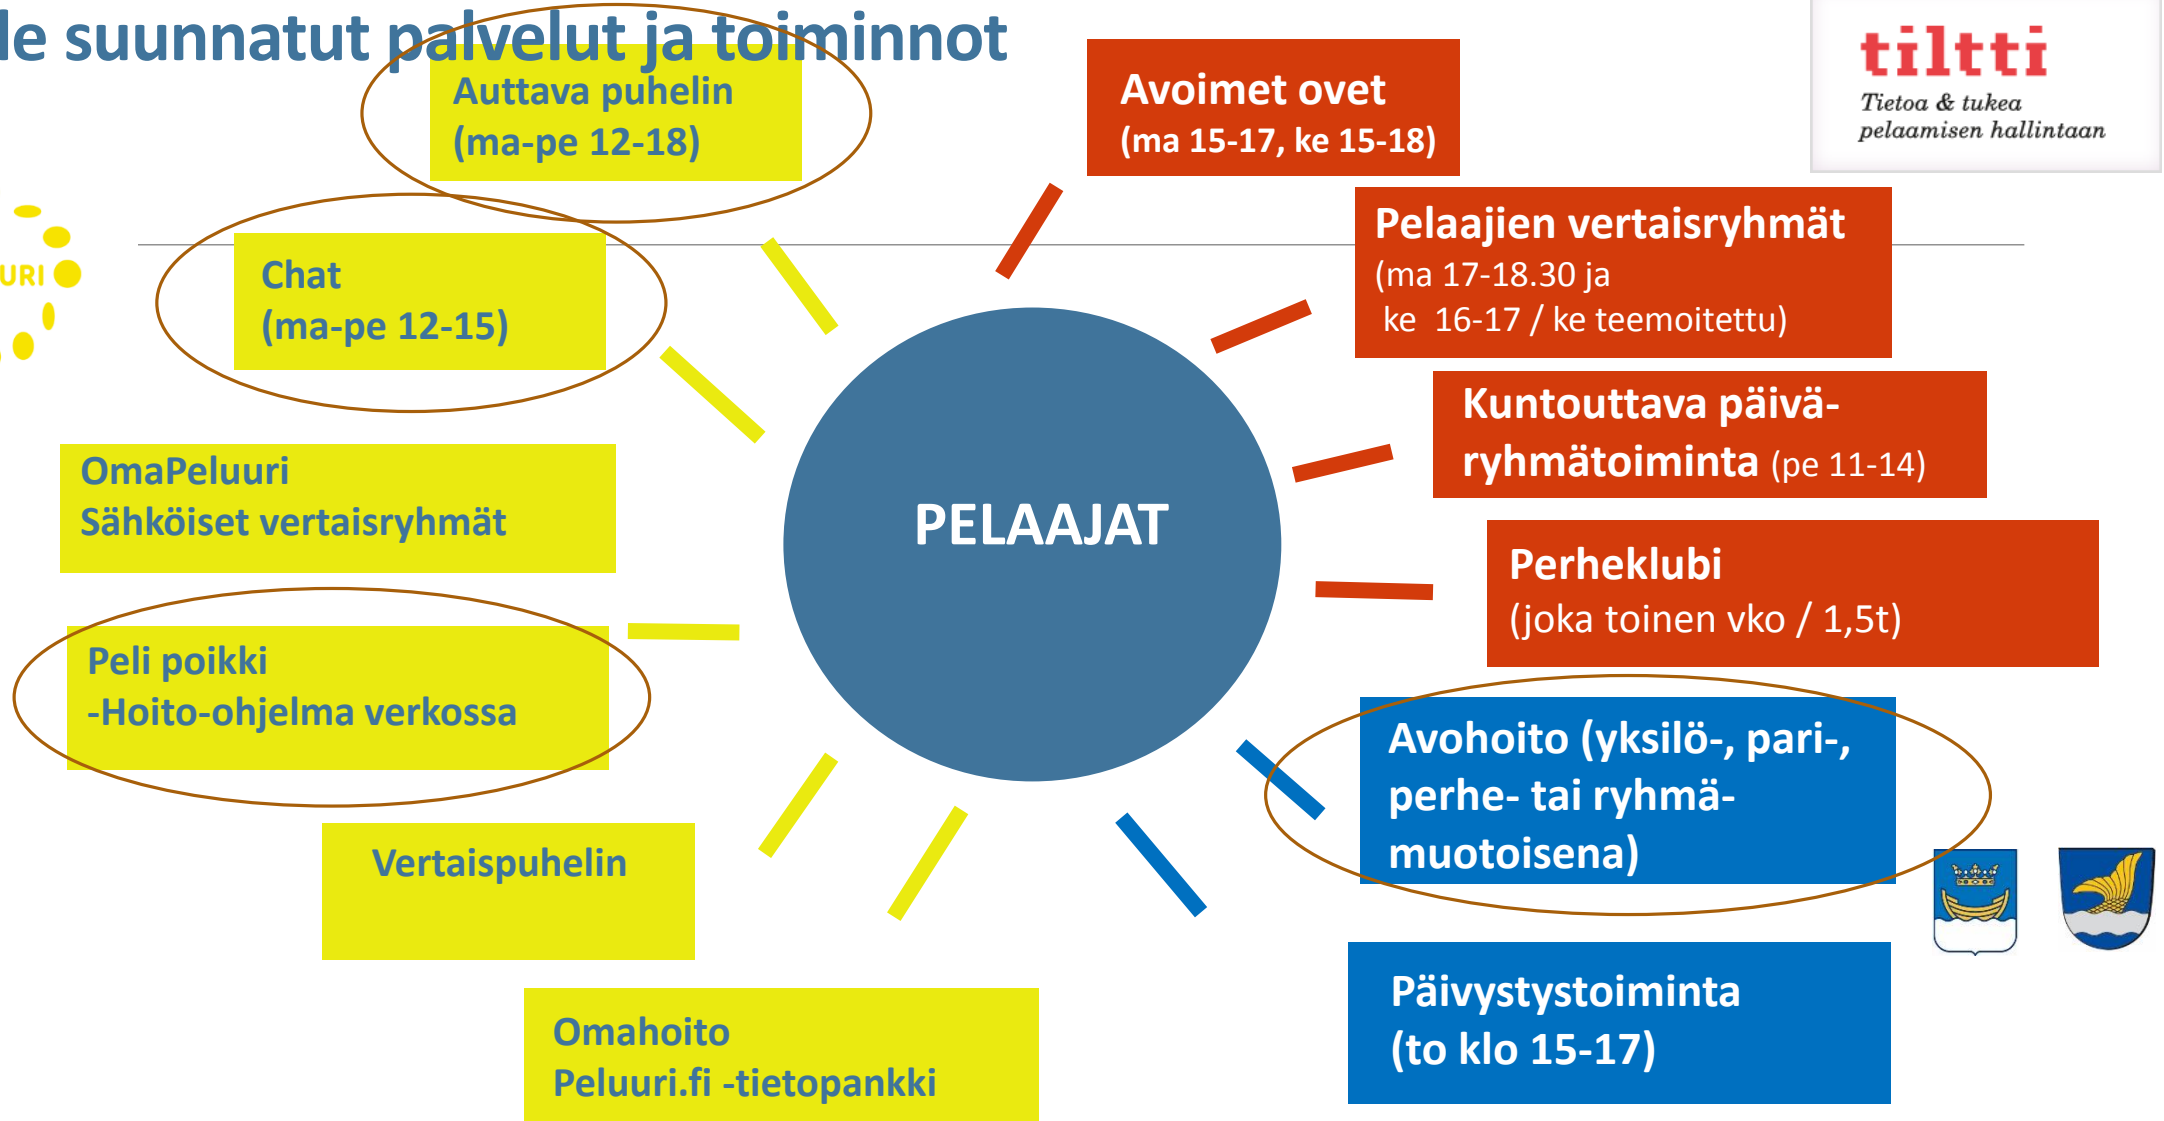 le suunnatut palvelut ja toiminnot
Auttava puhelin
(ma-pe 12-18)
Avoimet ovet
(ma 15-17, ke 15-18)
tiltti
Tietoa & tukea
pelaamisen hallintaan
Pelaajien vertaisryhmät
(ma 17-18.30 ja
ke 16-17 / ke teemoitettu)
URI
Chat
(ma-pe 12-15)
Kuntouttava päivä-
ryhmätoiminta (pe 11-14)
OmaPeluuri
Sähköiset vertaisryhmät
PELAAJAT
Perheklubi
(joka toinen vko / 1,5t)
Peli poikki
-Hoito-ohjelma verkossa
Avohoito (yksilö-, pari-,
perhe- tai ryhmä-
muotoisena)
Vertaispuhelin
Päivystystoiminta
(to klo 15-17)
Omahoito
Peluuri.fi -tietopankki